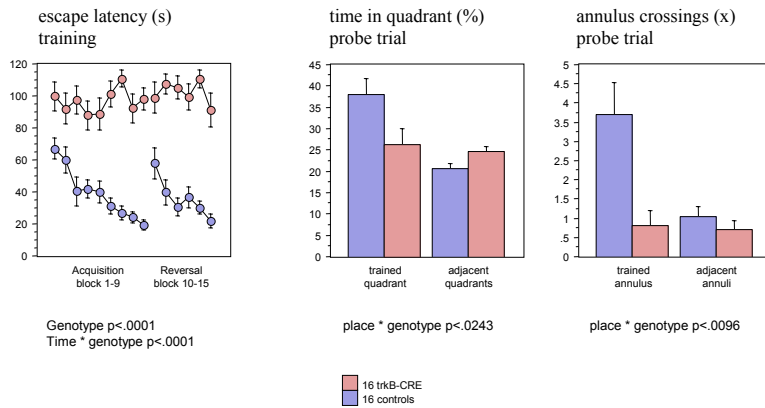 escape latency (s)
training
120
100
80
60
40
20
0
Acquisition
block 1-9
Reversal
block 10-15
Genotype p<.0001
Time * genotype p<.0001
time in quadrant (%)
probe trial
45
40
35
30
25
20
15
10
5
0
trained
quadrant
adjacent
quadrants
place * genotype p<.0243
annulus crossings (x)
probe trial
5
4.5
4
3.5
3
2.5
2
1.5
1
.5
0
trained
annulus
adjacent
annuli
place * genotype p<.0096
16 trkB-CRE
16 controls